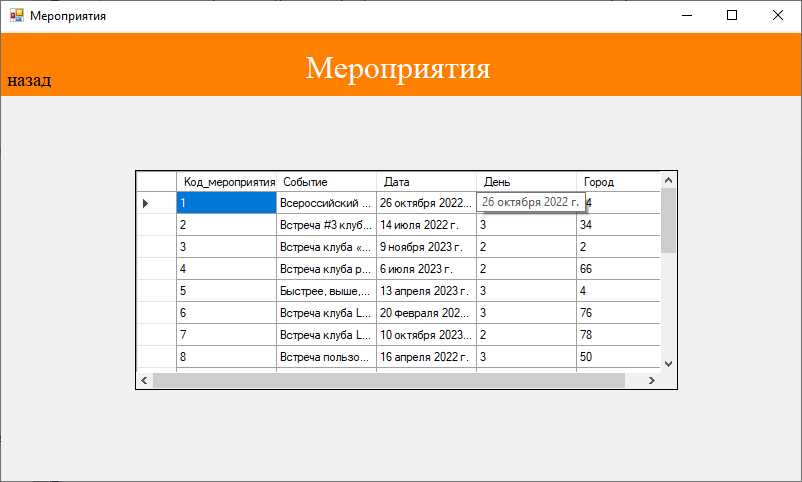 Мероприятия
Мероприятия
назад
Код_мероприятия Событие Дата День Город
1 Всероссийский ... 26 октября 2022... 26 октября 2022 г. 4
2 Встреча #3 клуб... 14 июля 2022 г. 3 34
3 Встреча клуба «... 9 ноября 2023 г. 2 2
4 Встреча клуба р... 6 июля 2023 г. 2 66
5 Быстрее, выше,... 13 апреля 2023 г. 3 4
6 Встреча клуба L... 20 февраля 202... 3 76
7 Встреча клуба L... 10 октября 2023... 2 78
8 Встреча пользо... 16 апреля 2022 г. 3 50